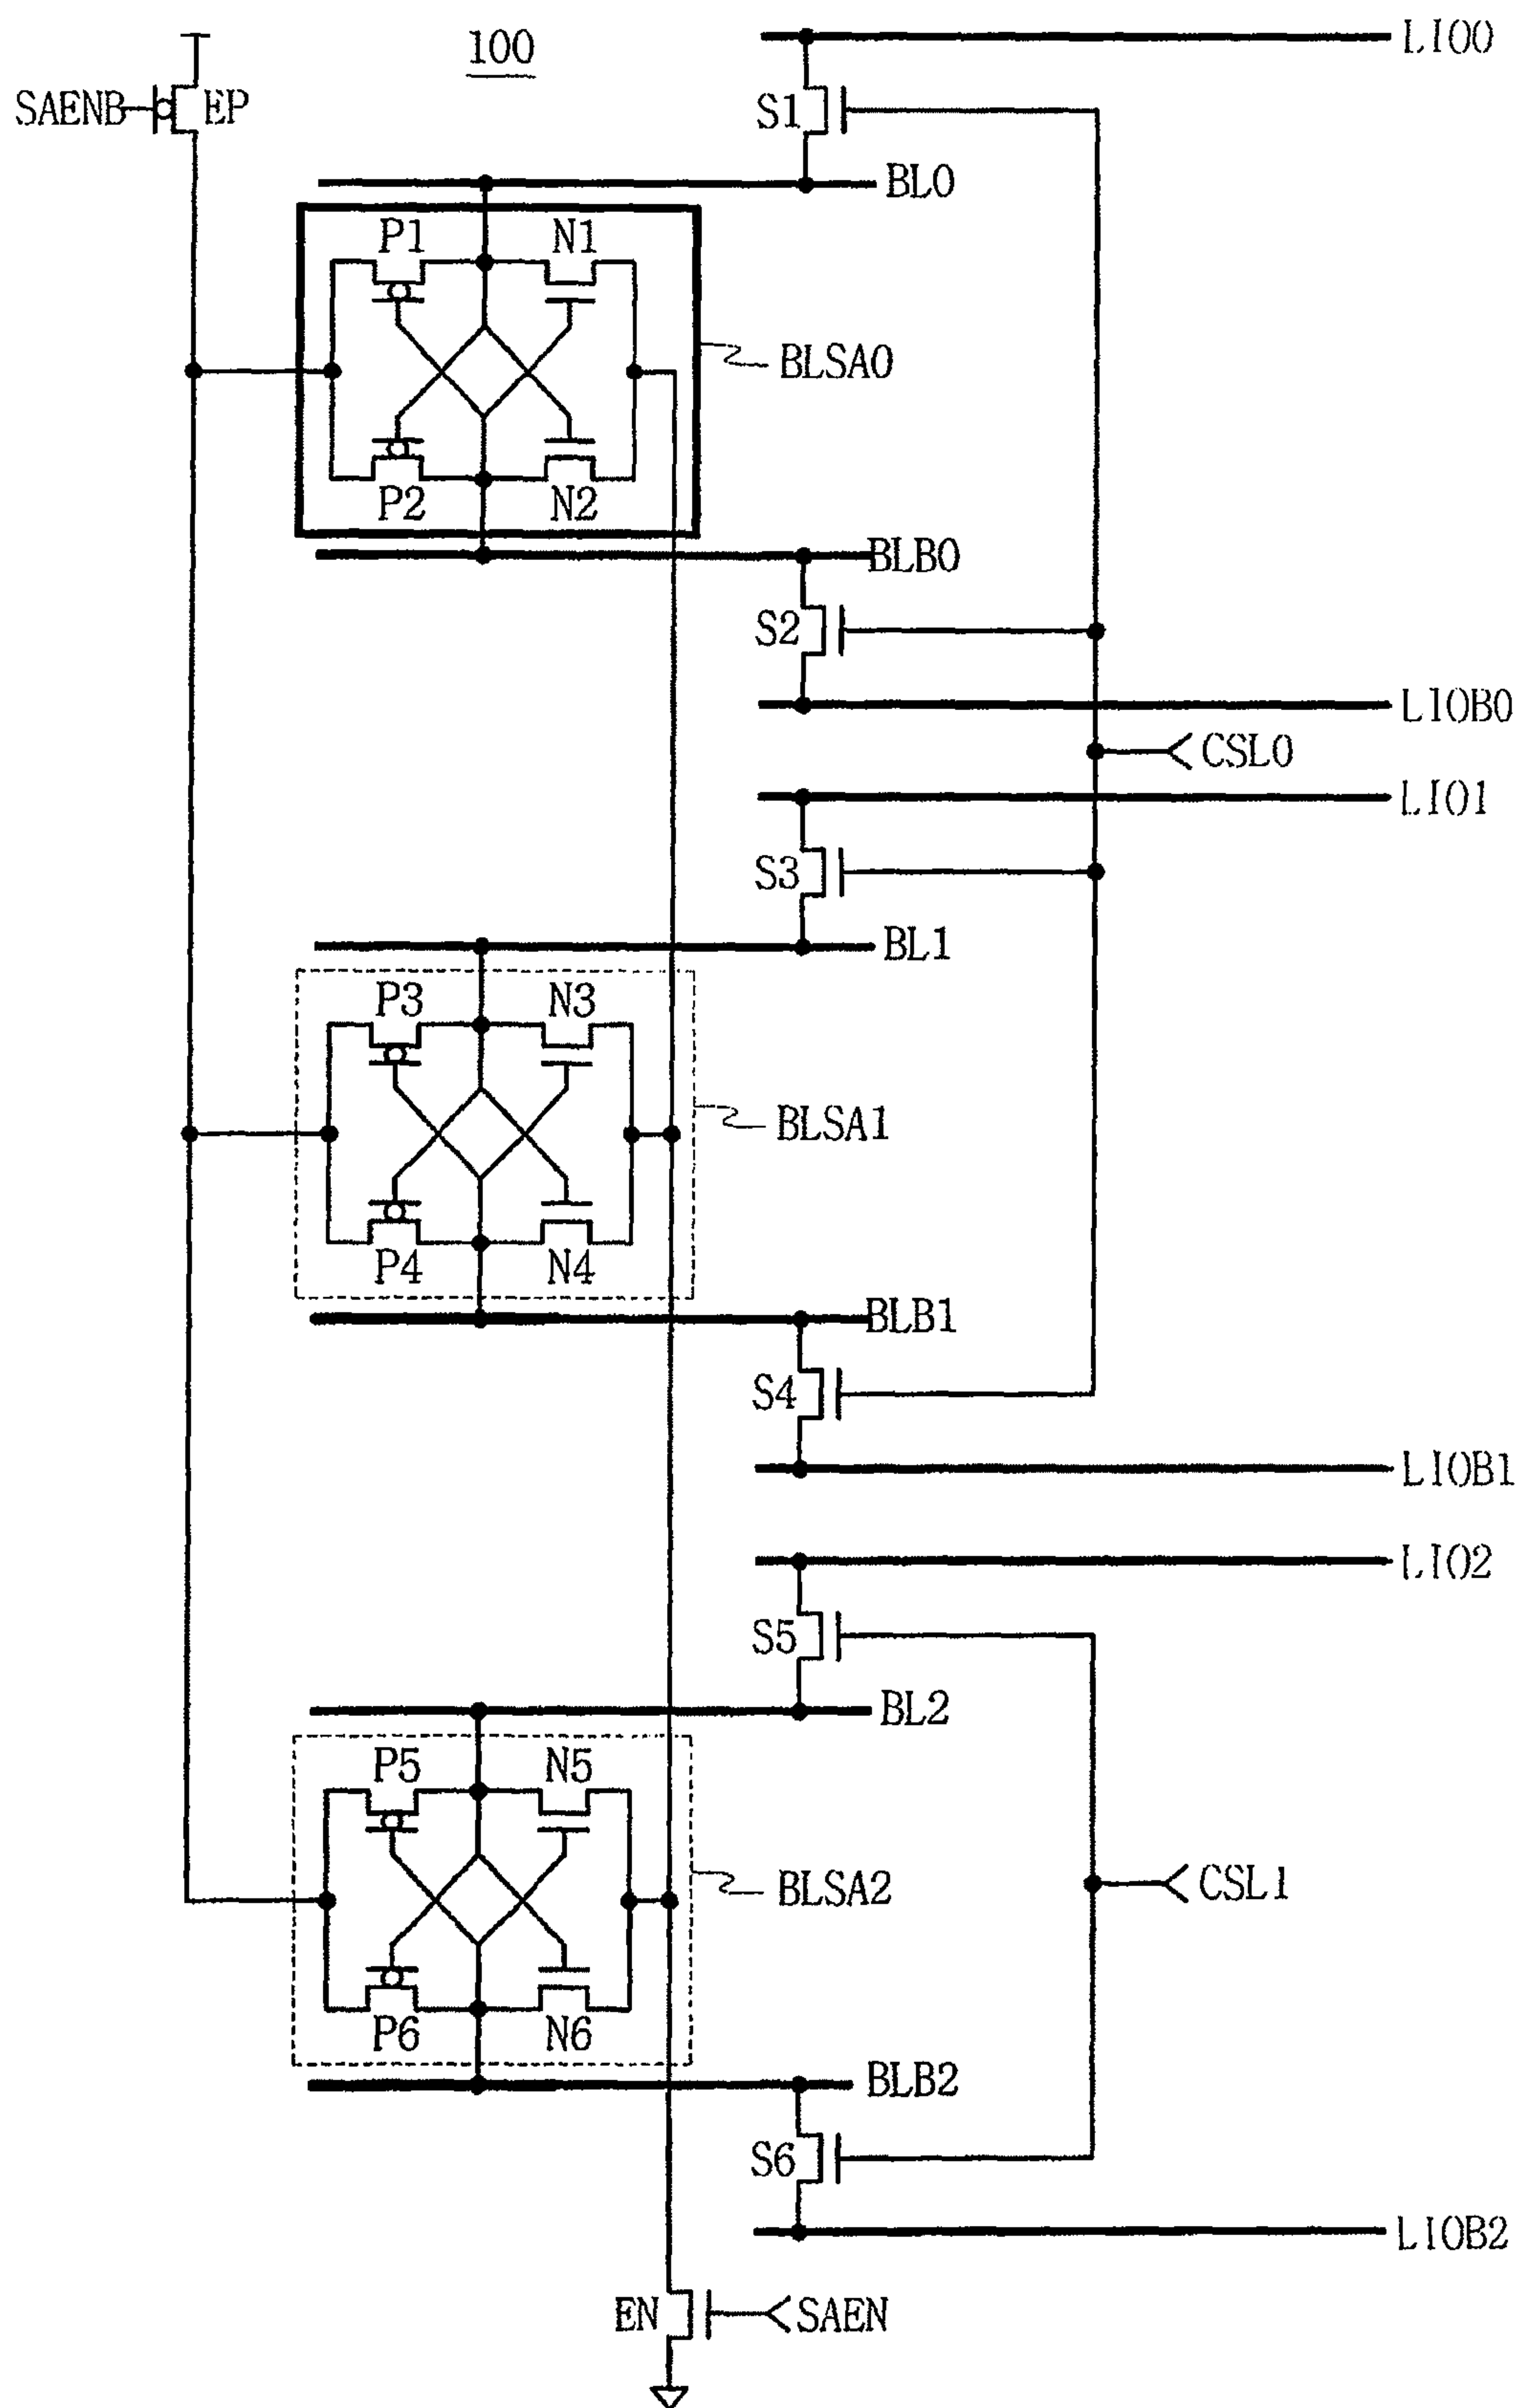 100
LIO0
SAENB
EP
S1
BL0
P1
N1
BLSA0
P2
N2
BLB0
S2
LIOB0
CSL0
LIO1
S3
BL1
P3
N3
BLSA1
P4
N4
BLB1
S4
LIOB1
LIO2
S5
BL2
P5
N5
BLSA2
CSL1
P6
N6
BLB2
S6
LIOB2
EN
SAEN